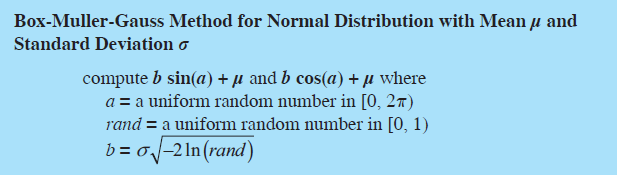 Box-Muller-Gauss Method for Normal Distribution with Mean μ and
Standard Deviation σ
compute b sin(a) + μ and b cos(a) + μ where
a = a uniform random number in [0, 2π)
rand = a uniform random number in [0, 1)
b = σ√−2 ln(rand)